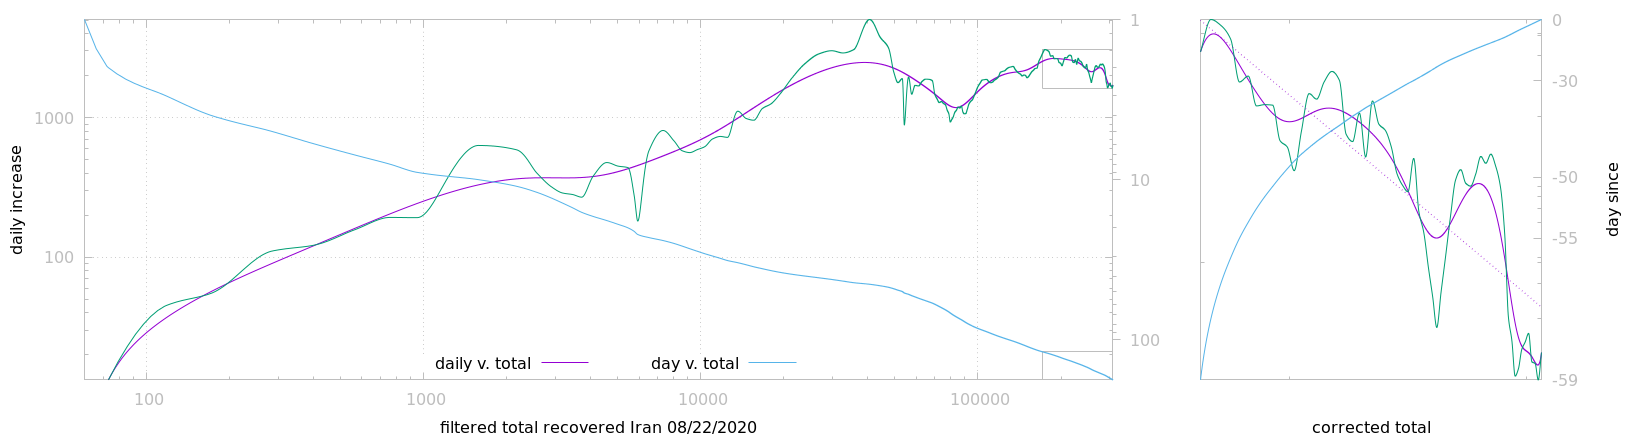 daily increase
1000
100
100
1000
10000
100000
1
10
100
daily v. total
day v. total
filtered total recovered Iran 08/22/2020
0
-30
-50
-55
-59
day since
corrected total